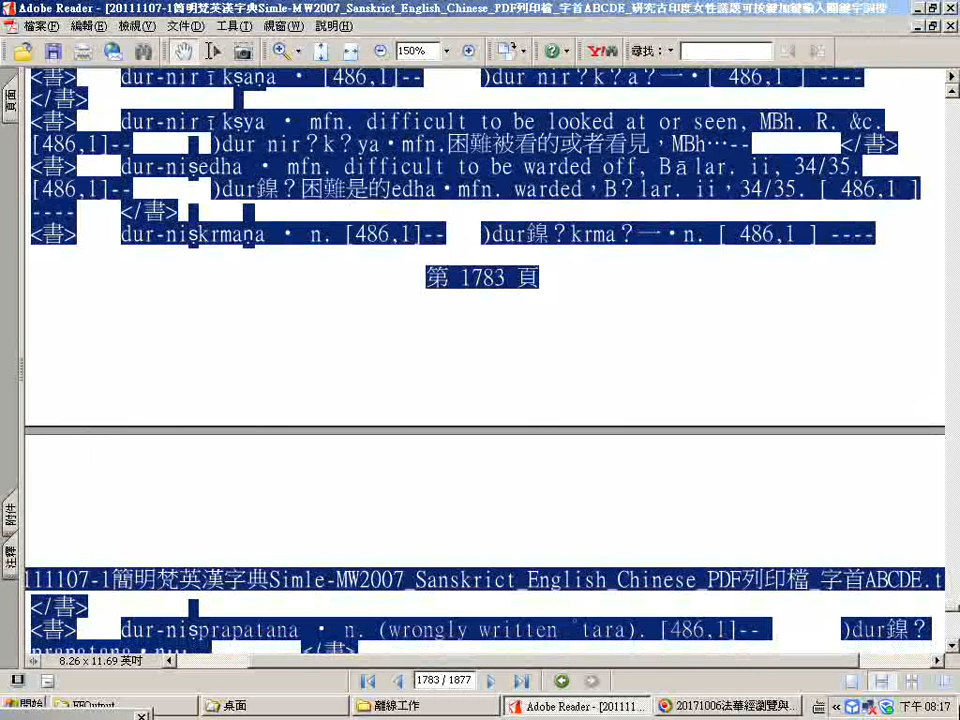 Adobe Reader - [20111107-1簡明梵英漢字典Simle-MW2007_Sanskrict_English_Chinese_PDF列印檔_字首ABCDE_研究古印度女性議題可按鍵加鍵輸入關鍵字詞搜
檔案(F) 編輯(E) 檢視(V) 文件(D) 工具(T) 視窗(W) 說明(H)
150% Y! 尋找：
頁面
<書> dur-nirīkṣaṇa • [486,1]-- )dur nir？k？a？一•[ 486,1 ] ----
</書>
<書> dur-nirīkṣya • mfn. difficult to be looked at or seen, MBh. R. &c.
[486,1]-- )dur nir？k？ya•mfn.困難被看的或者看見，MBh…-- </書>
<書> dur-niṣedha • mfn. difficult to be warded off, Bālar. ii, 34/35.
[486,1]-- )dur鎳？困難是的edha•mfn. warded，B？lar. ii，34/35. [ 486,1 ]
---- </書>
<書> dur-niṣkrmaṇa • n. [486,1]-- )dur鎳？krma？一•n. [ 486,1 ] ----
第 1783 頁
附件
注釋
111107-1簡明梵英漢字典Simle-MW2007_Sanskrict_English_Chinese_PDF列印檔_字首ABCDE.t
</書>
<書> dur-niṣprapatana • n. (wrongly written °tara). [486,1]-- )dur鎳？
prapatana•n… </書>
8.26 x 11.69 英吋
1783 / 1877
開始 FFOutput 桌面 離線工作 Adobe Reader - [201111... 20171006法華經瀏覽與... 下午 08:17